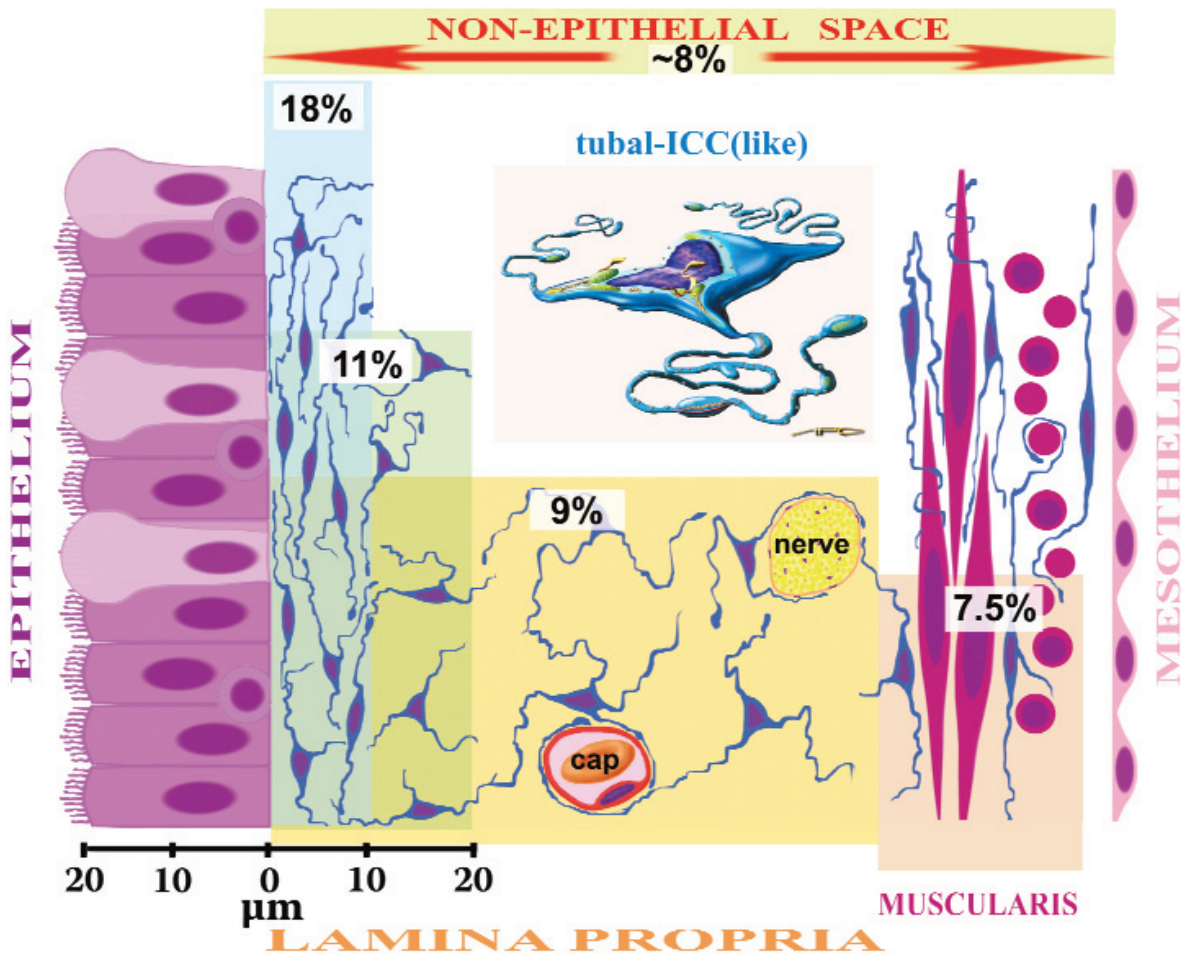 NON-EPITHELIAL SPACE
~8%
18%
tubal-ICC(like)
11%
9%
nerve
7.5%
cap
EPITHELIUM
MESOTHELIUM
20 10 0 10 20
µm
MUSCULARIS
LAMINA PROPRIA